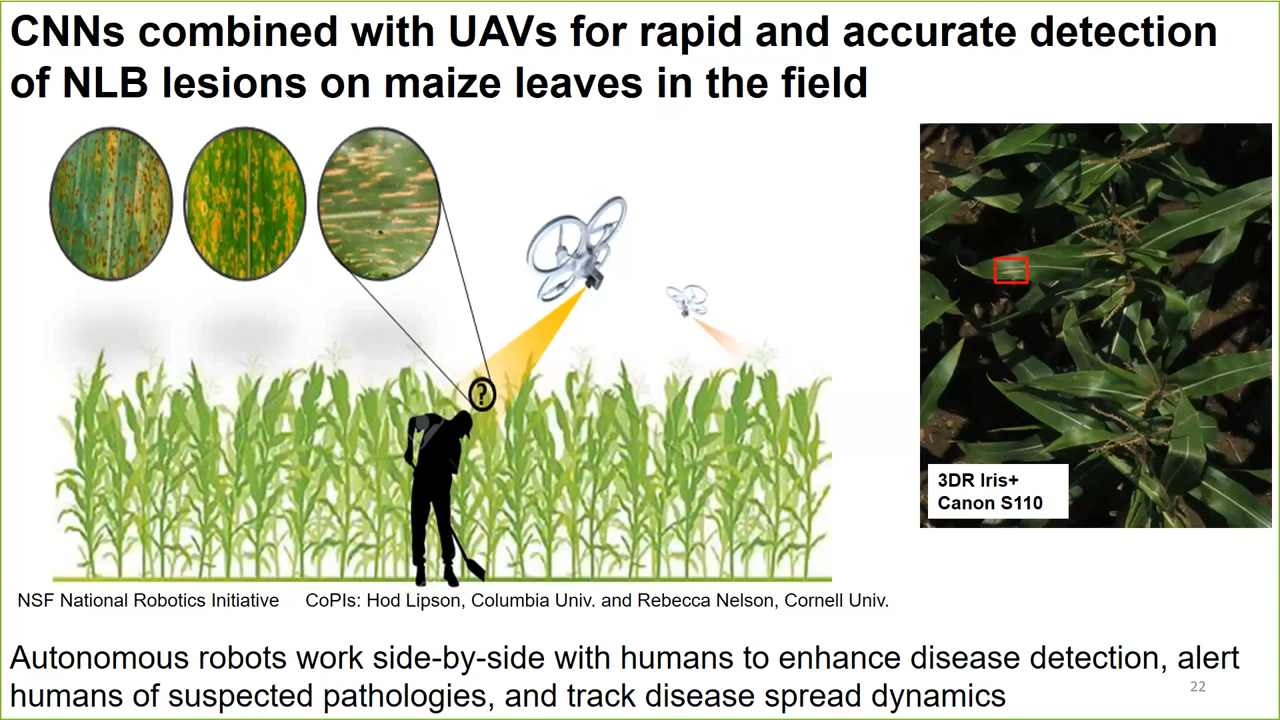 CNNs combined with UAVs for rapid and accurate detection
of NLB lesions on maize leaves in the field
?
3DR Iris+
Canon S110
NSF National Robotics Initiative CoPIs: Hod Lipson, Columbia Univ. and Rebecca Nelson, Cornell Univ.
Autonomous robots work side-by-side with humans to enhance disease detection, alert
humans of suspected pathologies, and track disease spread dynamics
22